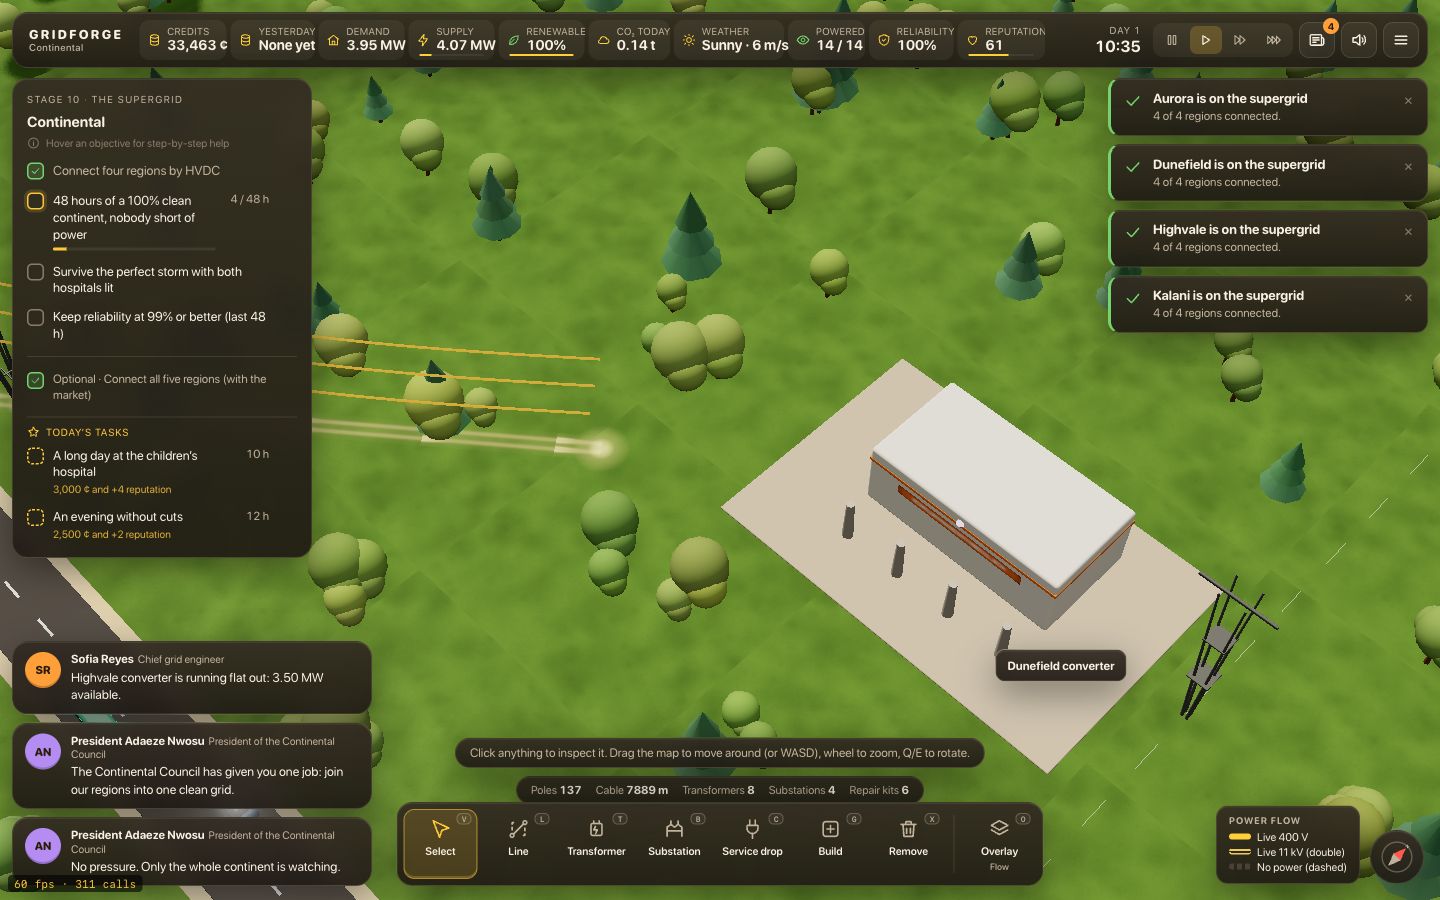 GRIDFORGE
Continental
CREDITS
33,463 ¢
YESTERDAY
None yet
DEMAND
3.95 MW
SUPPLY
4.07 MW
RENEWABLE
100%
CO₂ TODAY
0.14 t
WEATHER
Sunny · 6 m/s
POWERED
14 / 14
RELIABILITY
100%
REPUTATION
61
DAY 1
10:35
4
STAGE 10 · THE SUPERGRID
Continental
Hover an objective for step-by-step help
Connect four regions by HVDC
48 hours of a 100% clean 4 / 48 h
continent, nobody short of
power
Survive the perfect storm with both
hospitals lit
Keep reliability at 99% or better (last 48
h)
Optional · Connect all five regions (with the
market)
TODAY'S TASKS
A long day at the children's 10 h
hospital
3,000 ¢ and +4 reputation
An evening without cuts 12 h
2,500 ¢ and +2 reputation
Aurora is on the supergrid ×
4 of 4 regions connected.
Dunefield is on the supergrid ×
4 of 4 regions connected.
Highvale is on the supergrid ×
4 of 4 regions connected.
Kalani is on the supergrid ×
4 of 4 regions connected.
Dunefield converter
SR
Sofia Reyes Chief grid engineer
Highvale converter is running flat out: 3.50 MW
available.
AN
President Adaeze Nwosu President of the Continental
Council
The Continental Council has given you one job: join
our regions into one clean grid.
AN
President Adaeze Nwosu President of the Continental
Council
No pressure. Only the whole continent is watching.
60 fps · 311 calls
Click anything to inspect it. Drag the map to move around (or WASD), wheel to zoom, Q/E to rotate.
Poles 137 Cable 7889 m Transformers 8 Substations 4 Repair kits 6
V
Select
L
Line
T
Transformer
B
Substation
C
Service drop
G
Build
X
Remove
O
Overlay
Flow
POWER FLOW
Live 400 V
Live 11 kV (double)
No power (dashed)